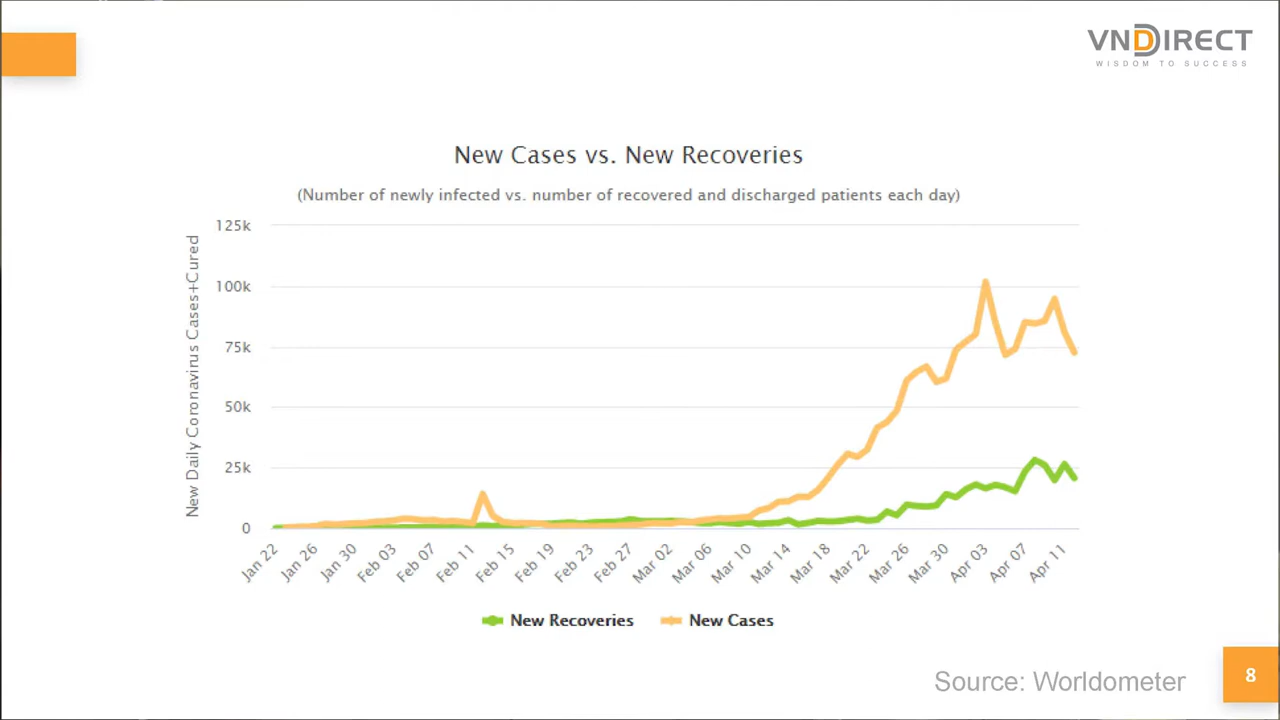 VNDIRECT
WISDOM TO SUCCESS
New Cases vs. New Recoveries
(Number of newly infected vs. number of recovered and discharged patients each day)
New Daily Coronavirus Cases+Cured
125k
100k
75k
50k
25k
0
Jan 22
Jan 26
Jan 30
Feb 03
Feb 07
Feb 11
Feb 15
Feb 19
Feb 23
Feb 27
Mar 02
Mar 06
Mar 10
Mar 14
Mar 18
Mar 22
Mar 26
Mar 30
Apr 03
Apr 07
Apr 11
New Recoveries
New Cases
Source: Worldometer
8